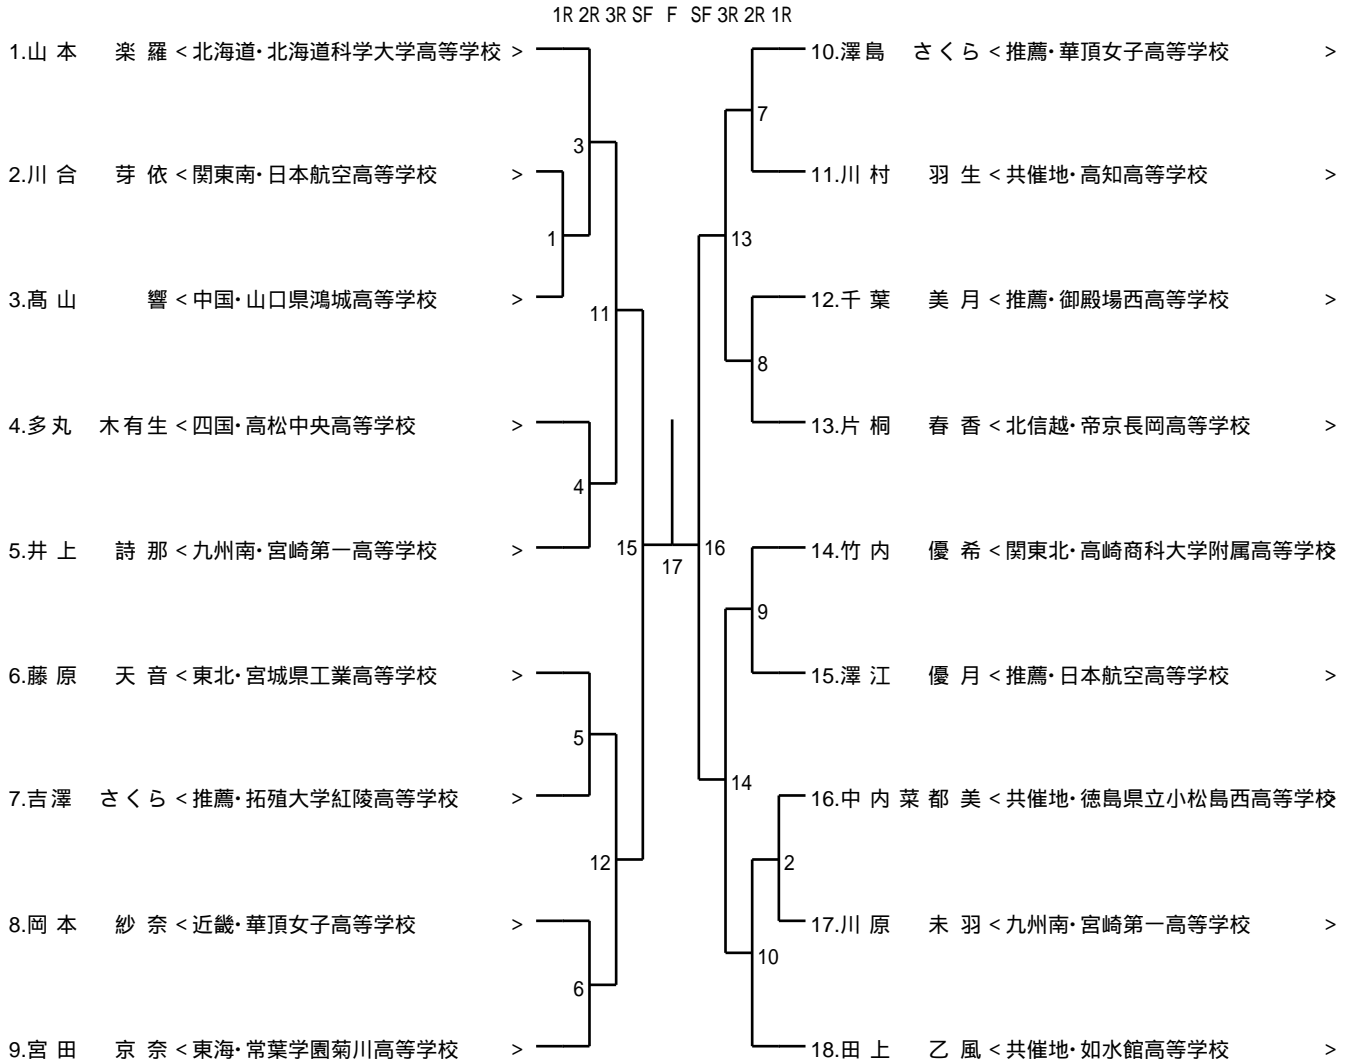 1R 2R 3R SF F SF 3R 2R 1R
1.山本 楽羅 < 北海道・北海道科学大学高等学校 >
2.川合 芽依 < 関東南・日本航空高等学校 >
3.髙山 響 < 中国・山口県鴻城高等学校 >
4.多丸 木有生 < 四国・高松中央高等学校 >
5.井上 詩那 < 九州南・宮崎第一高等学校 >
6.藤原 天音 < 東北・宮城県工業高等学校 >
7.吉澤 さくら < 推薦・拓殖大学紅陵高等学校 >
8.岡本 紗奈 < 近畿・華頂女子高等学校 >
9.宮田 京奈 < 東海・常葉学園菊川高等学校 >
3
1
11
4
15
5
12
6
17
10.澤島 さくら < 推薦・華頂女子高等学校 >
11.川村 羽生 < 共催地・高知高等学校 >
12.千葉 美月 < 推薦・御殿場西高等学校 >
13.片桐 春香 < 北信越・帝京長岡高等学校 >
14.竹内 優希 < 関東北・高崎商科大学附属高等学校 >
15.澤江 優月 < 推薦・日本航空高等学校 >
16.中内菜都美 < 共催地・徳島県立小松島西高等学校 >
17.川原 未羽 < 九州南・宮崎第一高等学校 >
18.田上 乙風 < 共催地・如水館高等学校 >
7
13
8
16
9
14
2
10